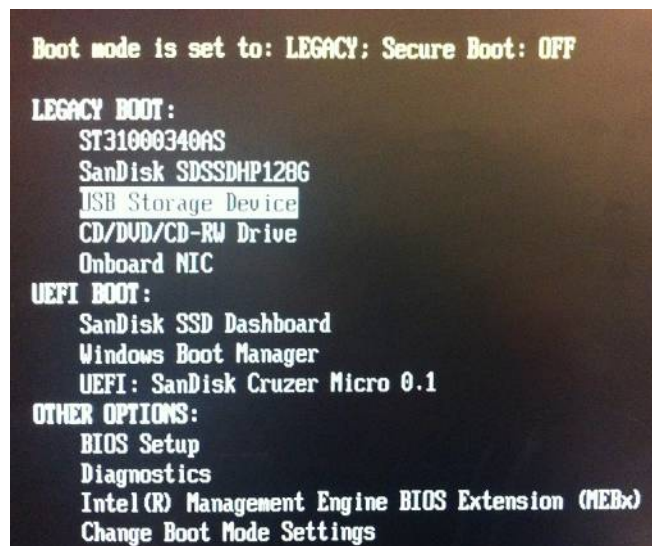 Boot mode is set to: LEGACY; Secure Boot: OFF
LEGACY BOOT:
ST31000340AS
SanDisk SDSSDHP128G
USB Storage Device
CD/DVD/CD-RW Drive
Onboard NIC
UEFI BOOT:
SanDisk SSD Dashboard
Windows Boot Manager
UEFI: SanDisk Cruzer Micro 0.1
OTHER OPTIONS:
BIOS Setup
Diagnostics
Intel(R) Management Engine BIOS Extension (MEBx)
Change Boot Mode Settings